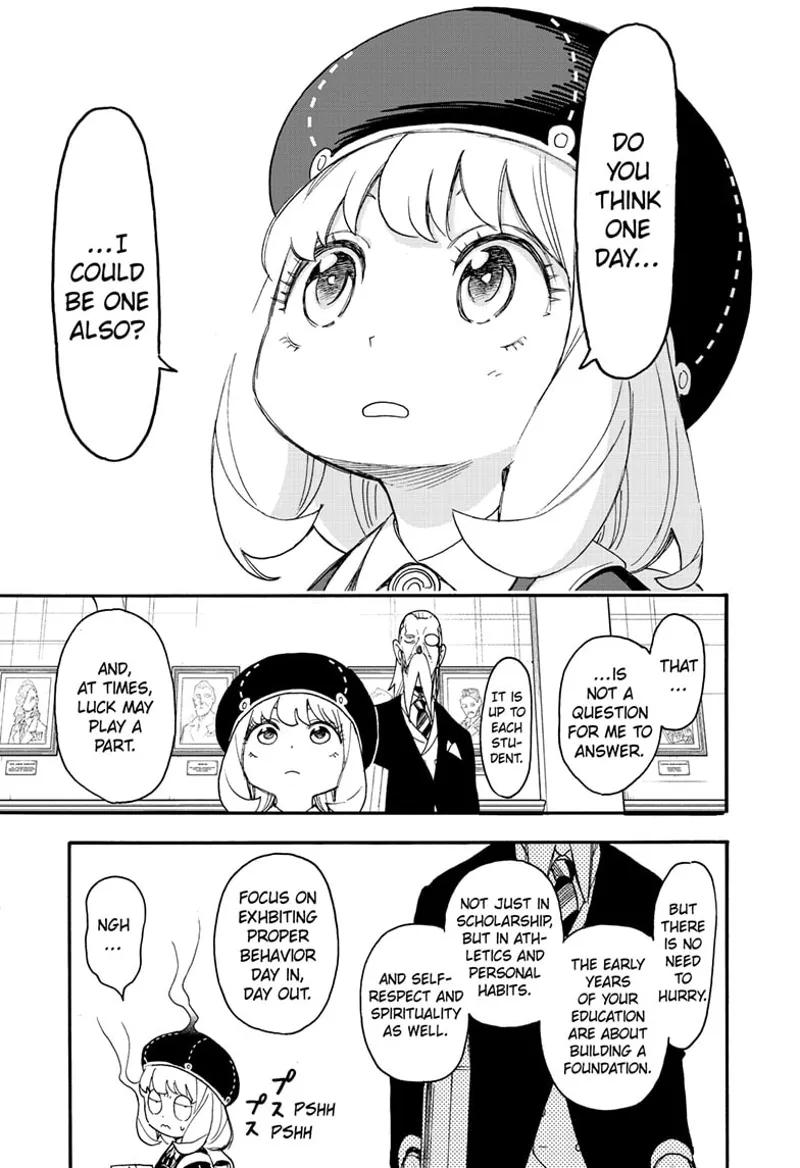 DO
YOU
THINK
ONE
DAY...
...I
COULD
BE ONE
ALSO?
THAT
...
...IS
NOT A
QUESTION
FOR ME TO
ANSWER.
IT IS
UP TO
EACH
STU-
DENT.
AND,
AT TIMES,
LUCK MAY
PLAY A
PART.
BUT
THERE
IS NO
NEED
TO
HURRY.
THE EARLY
YEARS
OF YOUR
EDUCATION
ARE ABOUT
BUILDING A
FOUNDATION.
NOT JUST IN
SCHOLARSHIP,
BUT IN ATH-
LETICS AND
PERSONAL
HABITS.
AND SELF-
RESPECT AND
SPIRITUALITY
AS WELL.
FOCUS ON
EXHBITING
PROPER
BEHAVIOR
DAY IN,
DAY OUT.
NGH
...
プス
プス
PSHH
PSHH